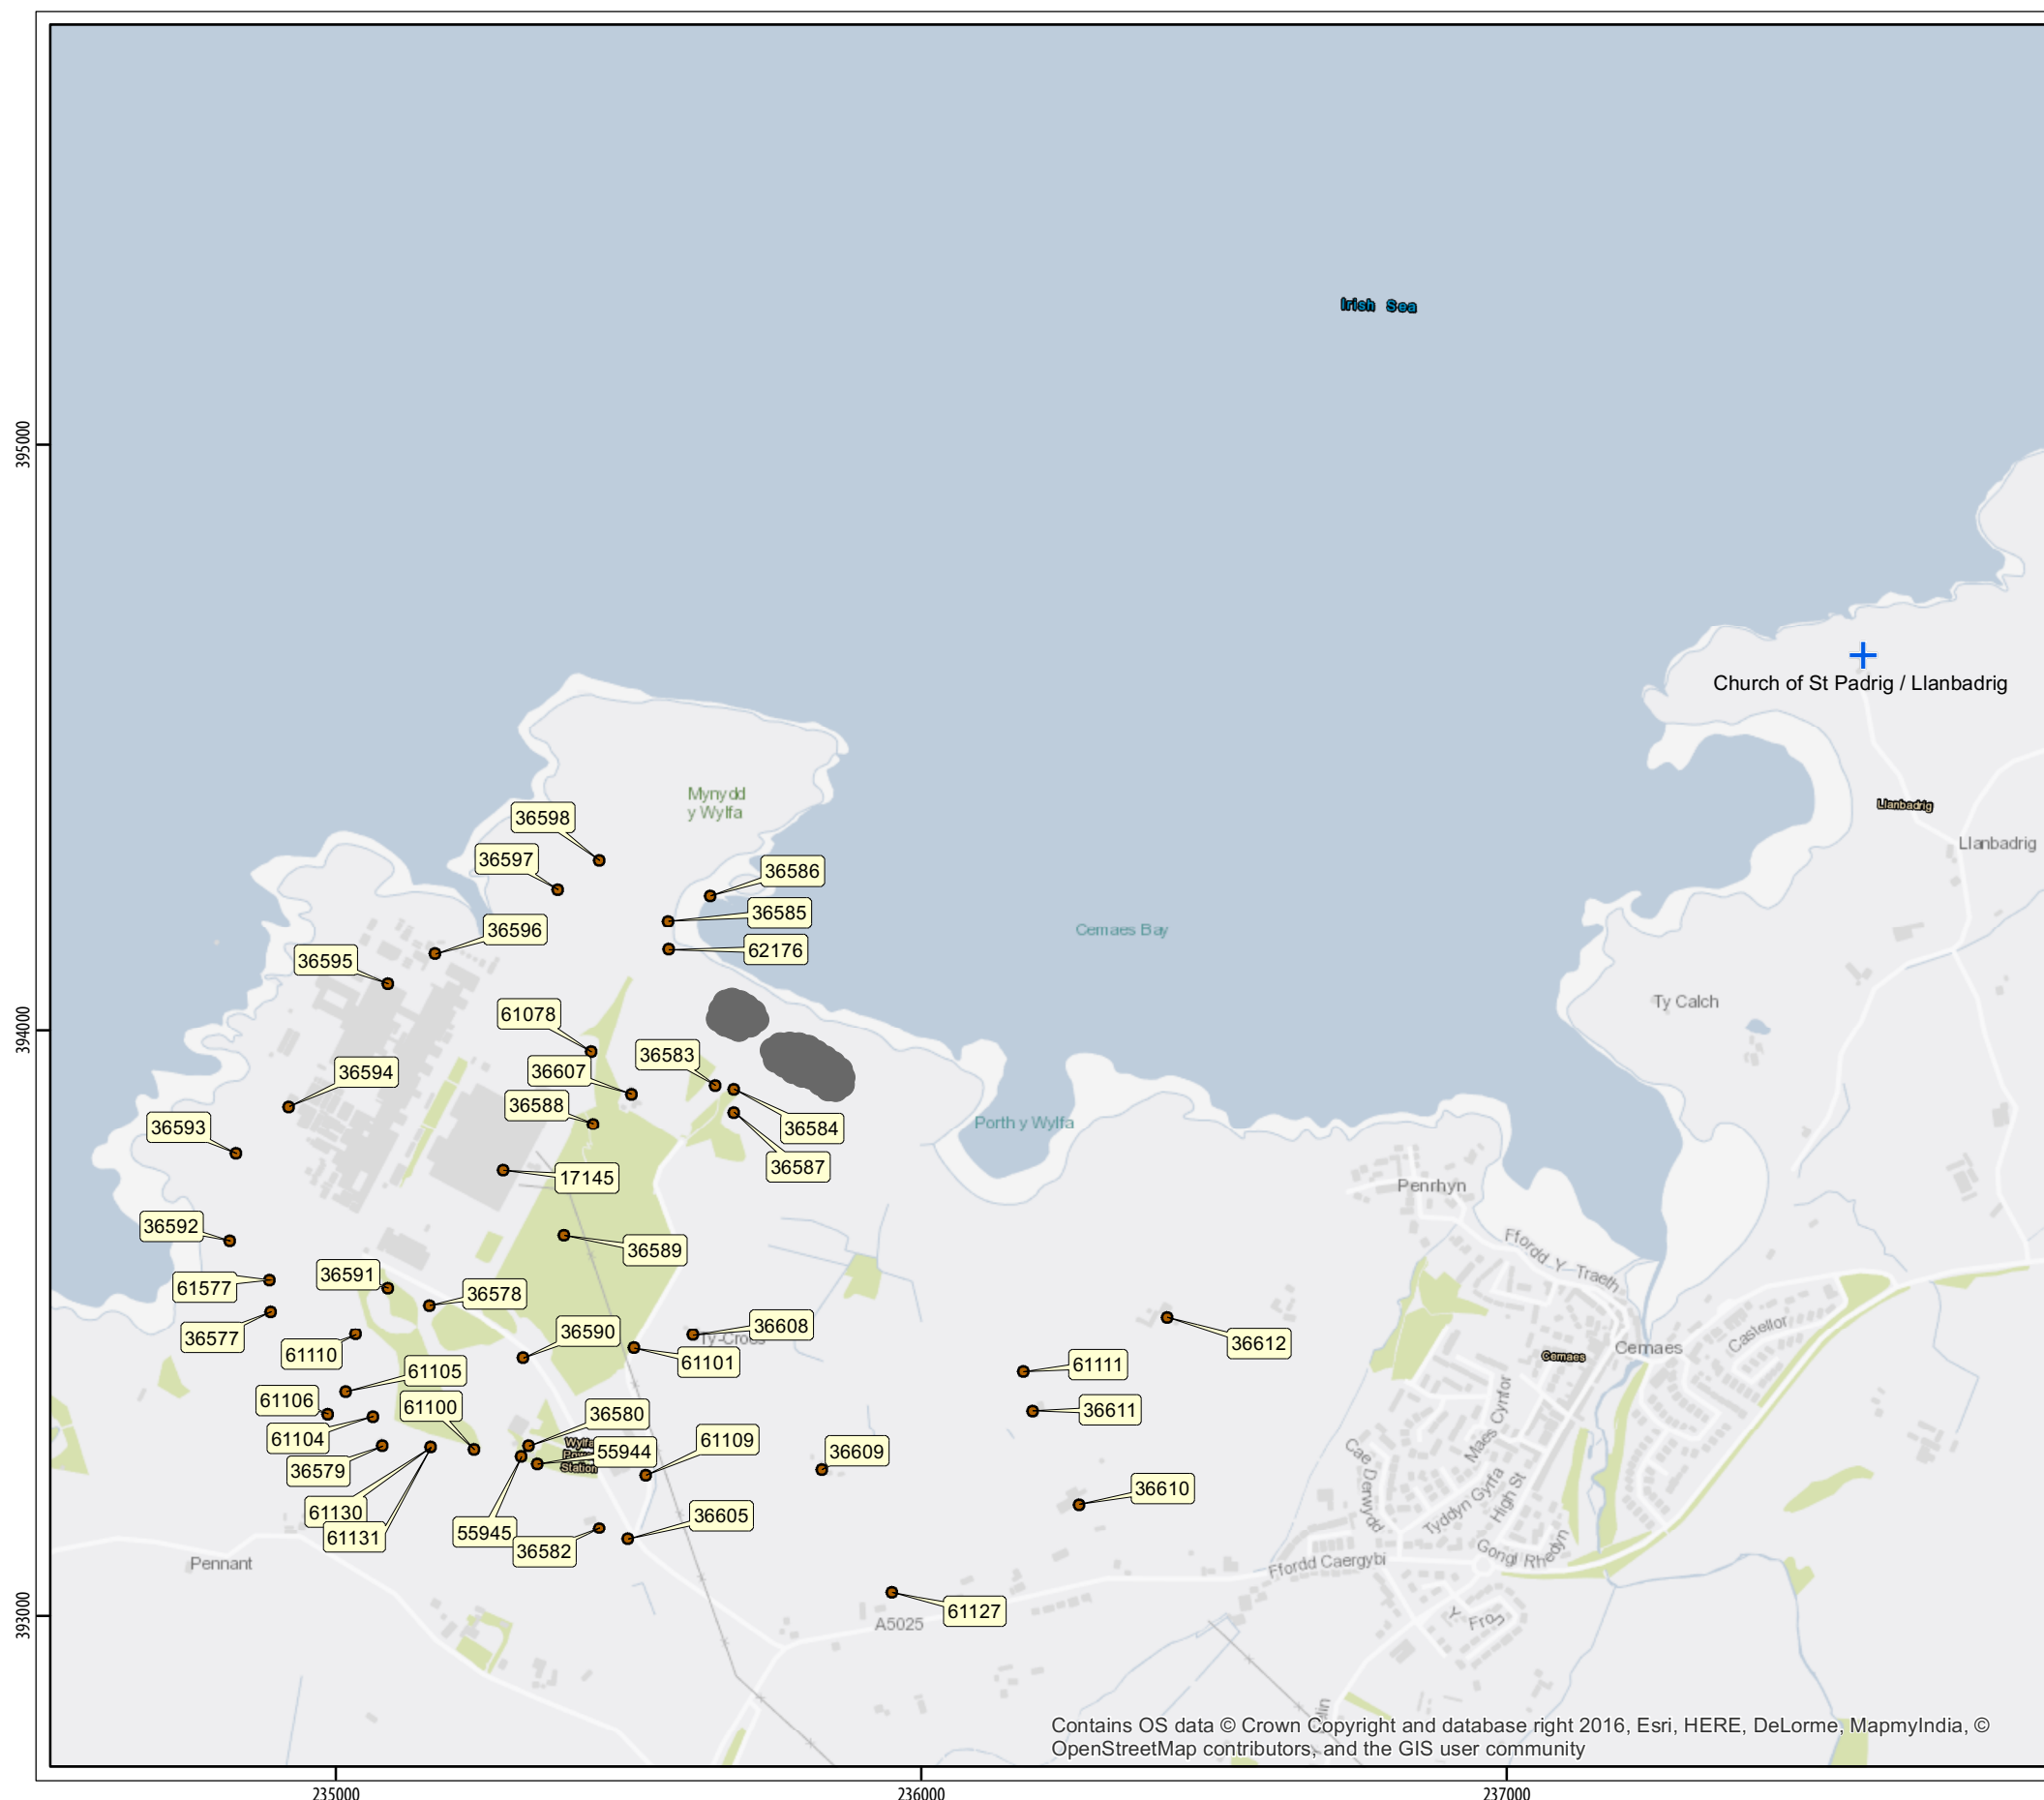 395000
Irish Sea
Church of St Padrig / Llanbadrig
Mynydd
y Wylfa
Llanbadrig
36598
Llanbadrig
36597
36586
36585
36596
Cemaes Bay
62176
36595
Ty Calch
61078
394000
36583
36607
36594
36588
36584
Porth y Wylfa
36593
36587
17145
Penrhyn
36592
36589
Ffordd Y Traeth
36591
61577
36578
36608
36590
Ty-Croes
36577
36612
Castellor
Cemaes
61110
61101
Cemaes
61111
61105
61106
61100
36611
36580
Maes Cynfor
61104
61109
Wylfa
Power
Station
55944
36609
36579
Cae Derwydd
36610
Tyddyn Gyrfa
High St
61130
36605
61131
55945
36582
Gongl Rhedyn
Pennant
Ffordd Caergybi
393000
61127
A5025
Y Fron
Contains OS data © Crown Copyright and database right 2016, Esri, HERE, DeLorme, MapmyIndia, ©
OpenStreetMap contributors, and the GIS user community
235000
236000
237000